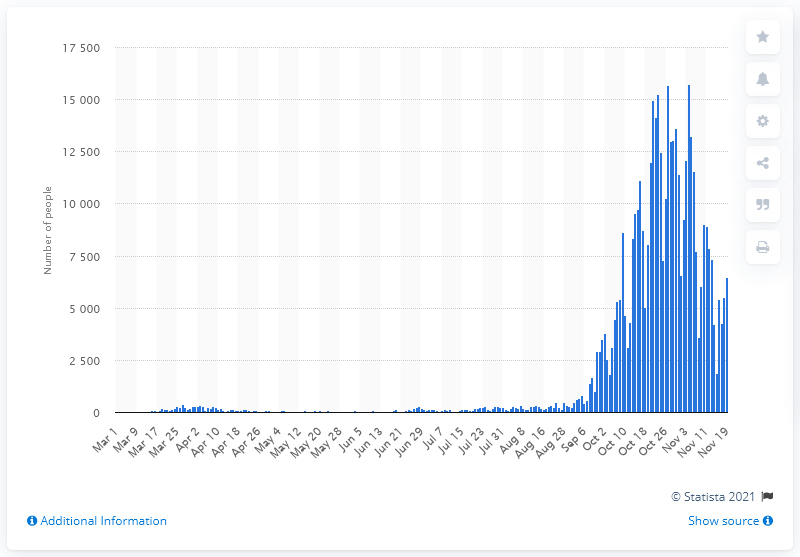 17 500
15 000
12 500
10 000
7 500
5 000
2 500
0
Number of people
Mar 1
Mar 9
Mar 17
Mar 25
Apr 2
Apr 10
Apr 18
Apr 26
May 4
May 12
May 20
May 28
Jun 5
Jun 13
Jun 21
Jun 29
Jul 7
Jul 15
Jul 23
Jul 31
Aug 8
Aug 16
Aug 28
Sep 6
Oct 2
Oct 10
Oct 18
Oct 26
Nov 3
Nov 11
Nov 19
© Statista 2021
Additional Information
Show source